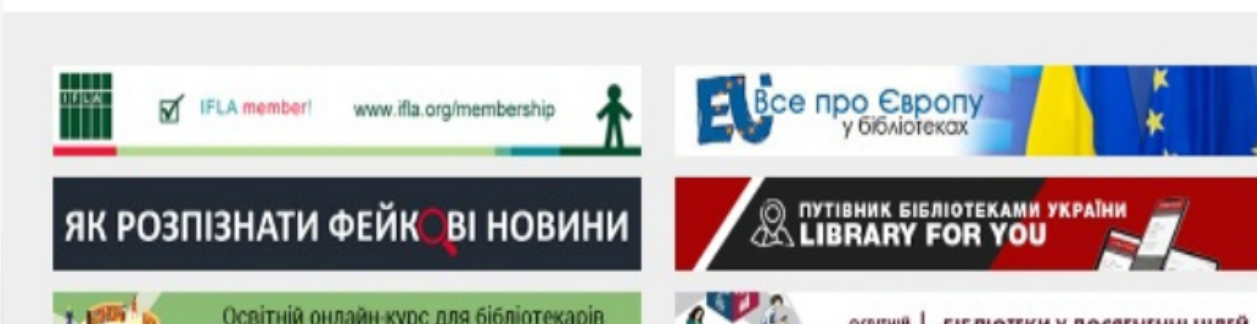 IFLA
IFLA member!
www.ifla.org/membership
EU
Все про Європу
у бібліотеках
ЯК РОЗПІЗНАТИ ФЕЙКОВІ НОВИНИ
ПУТІВНИК БІБЛІОТЕКАМИ УКРАЇНИ
LIBRARY FOR YOU
Освітній онлайн-курс для бібліотекарів